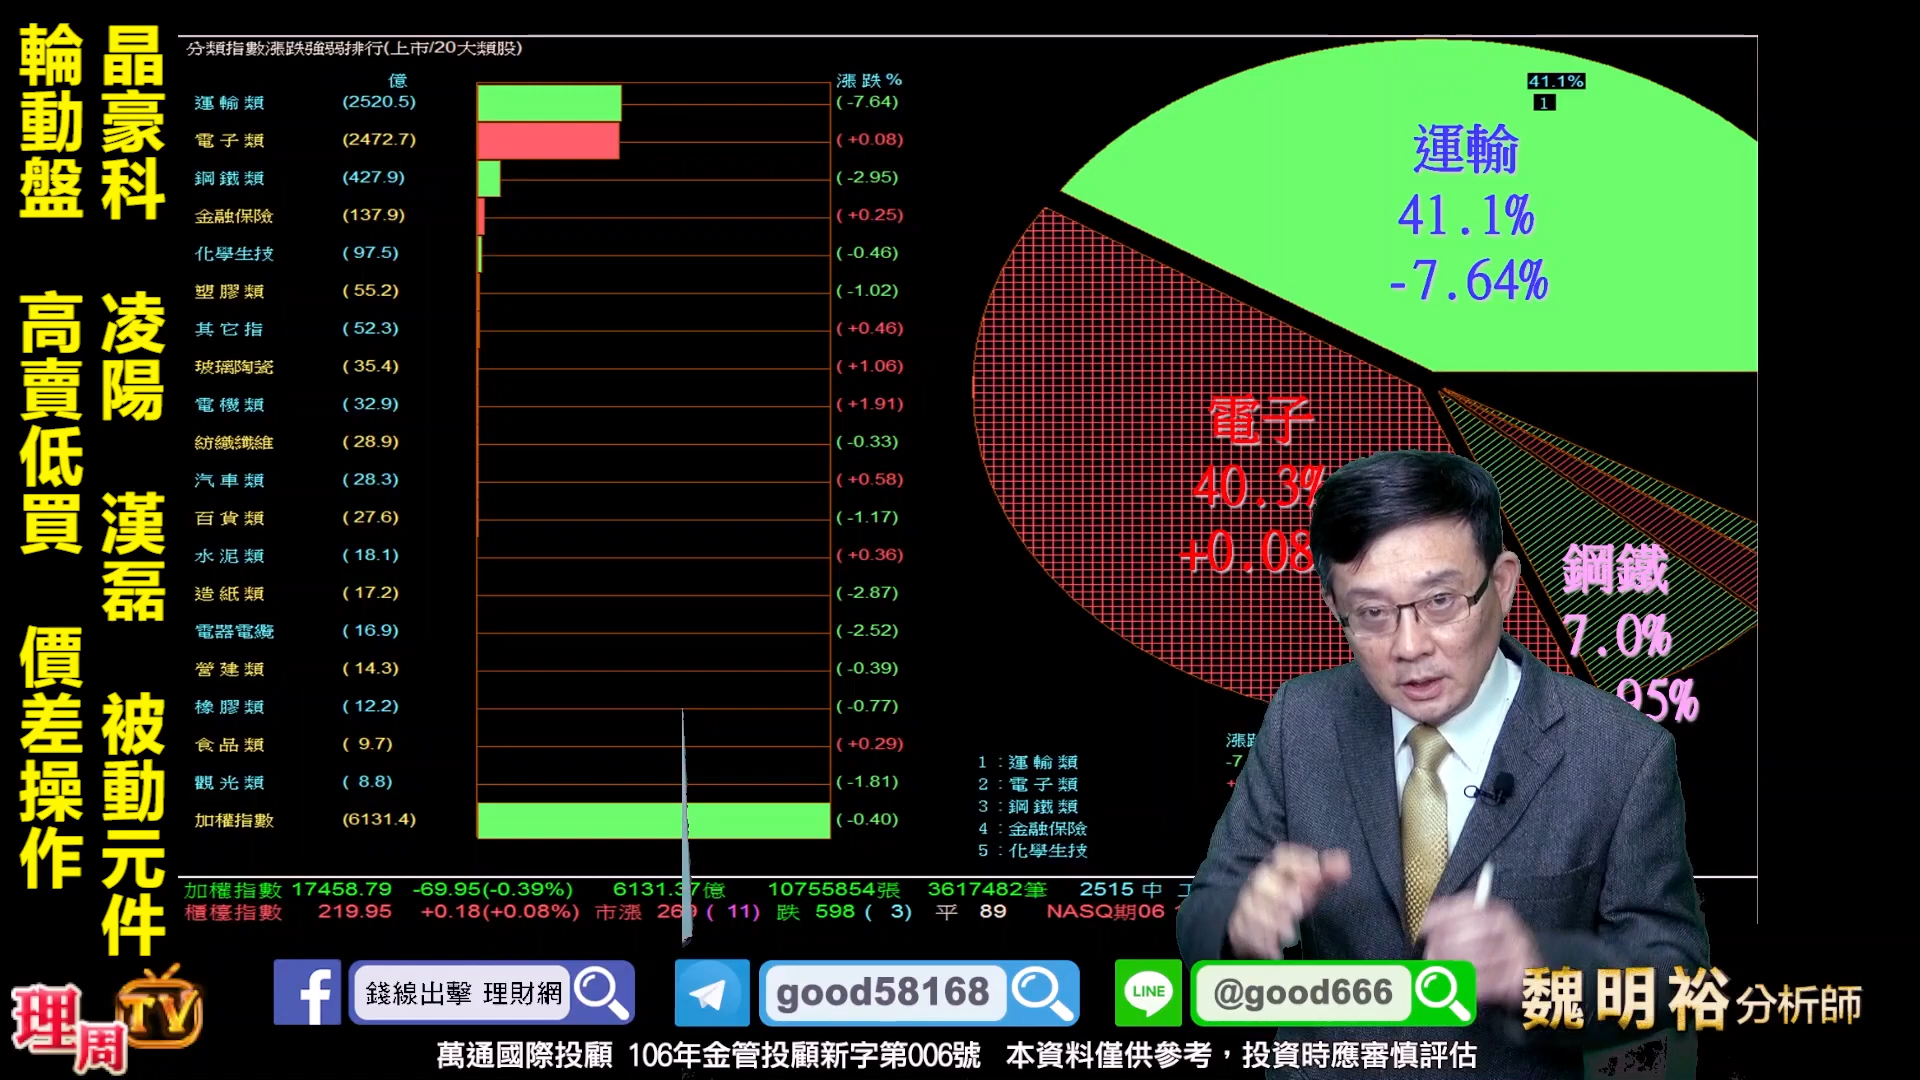 晶豪科 凌陽 漢磊 被動元件
輪動盤 高賣低買 價差操作
分類指數漲跌強弱排行(上市/20大類股)
億 漲跌%
運輸類 (2520.5) (-7.64)
電子類 (2472.7) (+0.08)
鋼鐵類 (427.9) (-2.95)
金融保險 (137.9) (+0.25)
化學生技 (97.5) (-0.46)
塑膠類 (55.2) (-1.02)
其它指 (52.3) (+0.46)
玻璃陶瓷 (35.4) (+1.06)
電機類 (32.9) (+1.91)
紡織纖維 (28.9) (-0.33)
汽車類 (28.3) (+0.58)
百貨類 (27.6) (-1.17)
水泥類 (18.1) (+0.36)
造紙類 (17.2) (-2.87)
電器電纜 (16.9) (-2.52)
營建類 (14.3) (-0.39)
橡膠類 (12.2) (-0.77)
食品類 (9.7) (+0.29)
觀光類 (8.8) (-1.81)
加權指數 (6131.4) (-0.40)
41.1%
1
運輸
41.1%
-7.64%
電子
40.3%
+0.08
鋼鐵
7.0%
95%
漲跌
1:運輸類 -7
2:電子類 +
3:鋼鐵類
4:金融保險
5:化學生技
加權指數 17458.79 -69.95(-0.39%) 6131.37億 10755854張 3617482筆 2515 中
櫃檯指數 219.95 +0.18(+0.08%) 市漲 269(11) 跌 598(3) 平 89 NASQ期06
理周TV
f 錢線出擊 理財網
good58168
LINE @good666
魏明裕分析師
萬通國際投顧 106年金管投顧新字第006號 本資料僅供參考，投資時應審慎評估